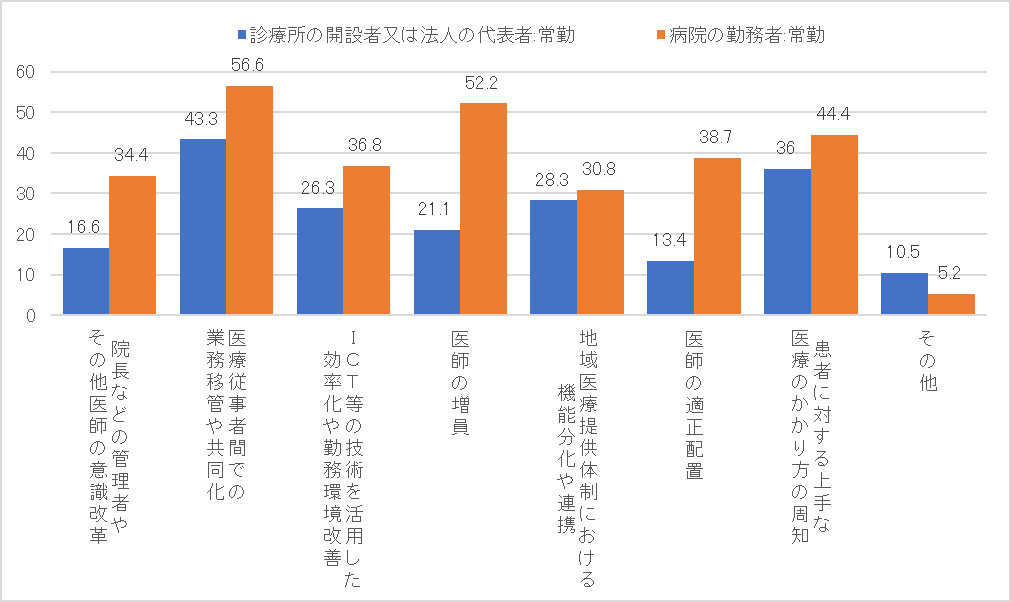 診療所の開設者又は法人の代表者:常勤
病院の勤務者:常勤
60
50
40
30
20
10
0
16.6
34.4
43.3
56.6
26.3
36.8
21.1
52.2
28.3
30.8
13.4
38.7
36
44.4
10.5
5.2
院長などの管理者や
その他医師の意識改革
医療従事者間での
業務移管や共同化
ICT等の技術を活用した
効率化や勤務環境改善
医師の増員
地域医療提供体制における
機能分化や連携
医師の適正配置
患者に対する上手な
医療のかかり方の周知
その他